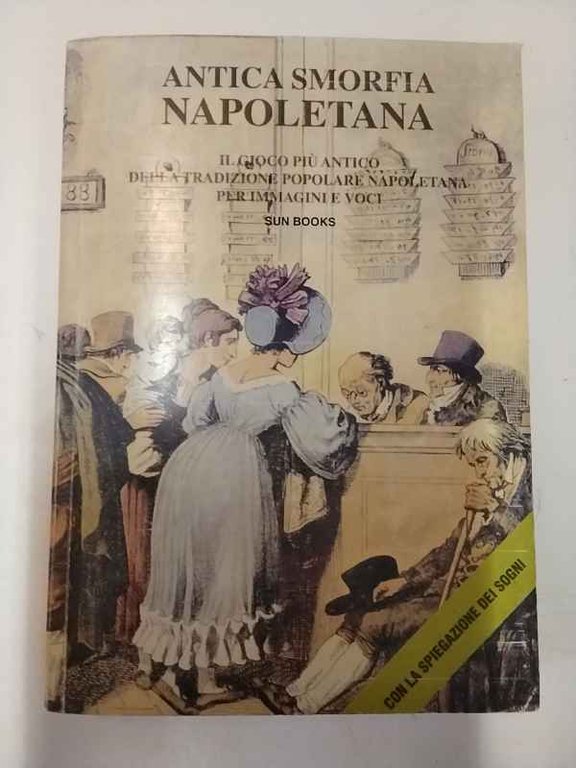 ANTICA SMORFIA
NAPOLETANA
IL GIOCO PIÙ ANTICO
DELLA TRADIZIONE POPOLARE NAPOLETANA
PER IMMAGINI E VOCI
SUN BOOKS
88
CON LA SPIEGAZIONE DEI SOGNI